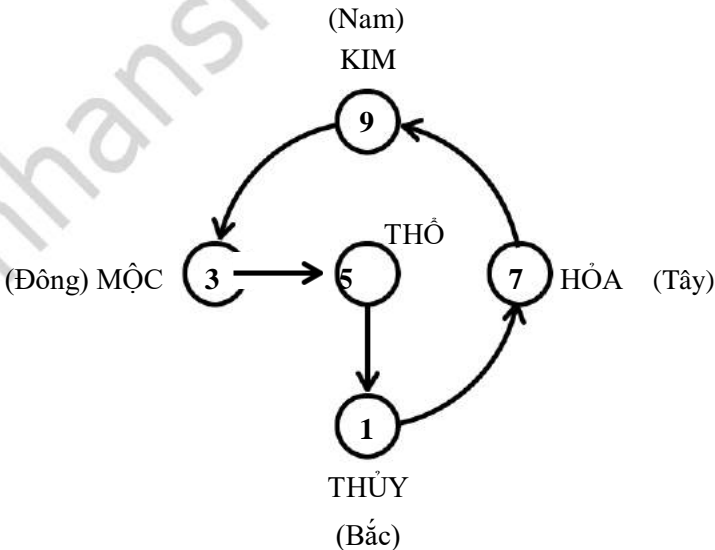 (Nam)
KIM
9
THỔ
(Đông) MỘC 3 5 7 HỎA (Tây)
1
THỦY
(Bắc)